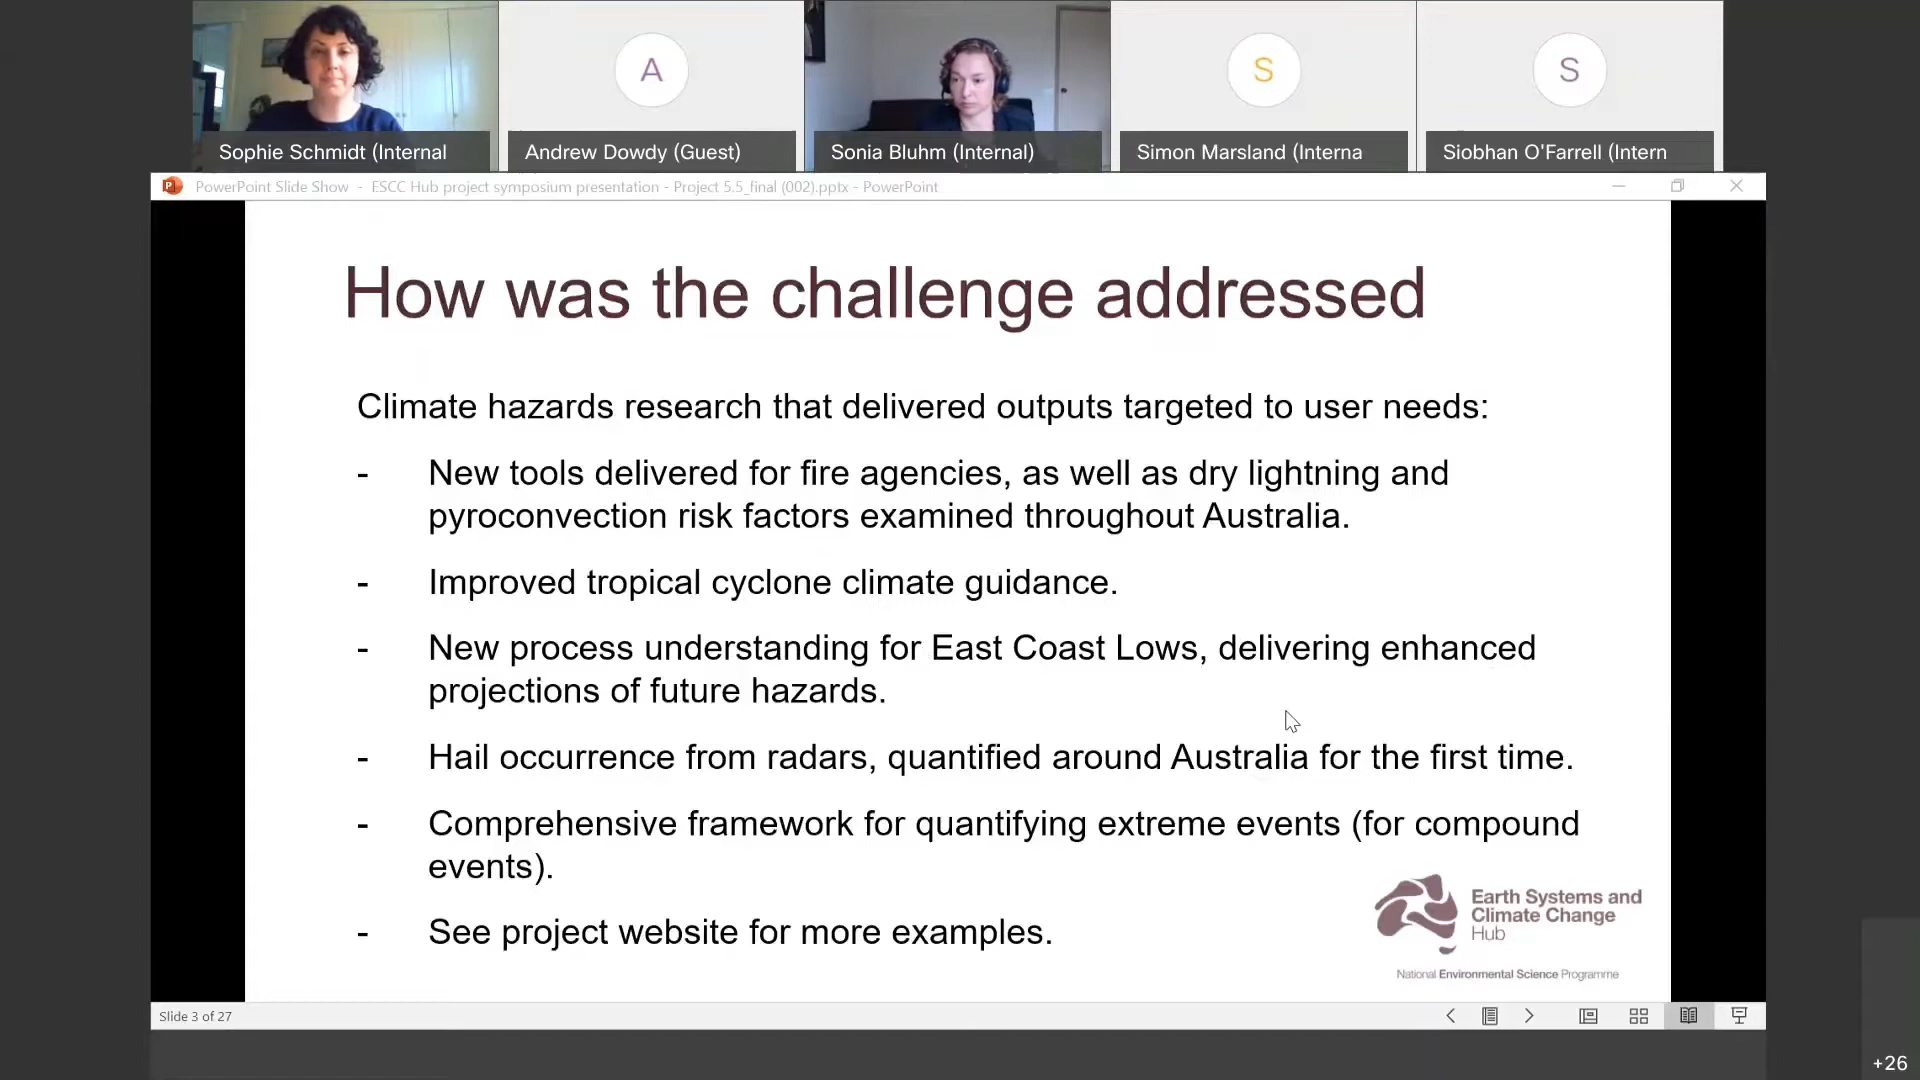 A
S
S
Sophie Schmidt (Internal
Andrew Dowdy (Guest)
Sonia Bluhm (Internal)
Simon Marsland (Interna
Siobhan O'Farrell (Intern
PowerPoint Slide Show - ESCC Hub project symposium presentation - Project 5.5_final (002).pptx - PowerPoint
How was the challenge addressed
Climate hazards research that delivered outputs targeted to user needs:
- New tools delivered for fire agencies, as well as dry lightning and
pyroconvection risk factors examined throughout Australia.
- Improved tropical cyclone climate guidance.
- New process understanding for East Coast Lows, delivering enhanced
projections of future hazards.
- Hail occurrence from radars, quantified around Australia for the first time.
- Comprehensive framework for quantifying extreme events (for compound
events).
- See project website for more examples.
Earth Systems and
Climate Change
Hub
National Environmental Science Programme
Slide 3 of 27
+26